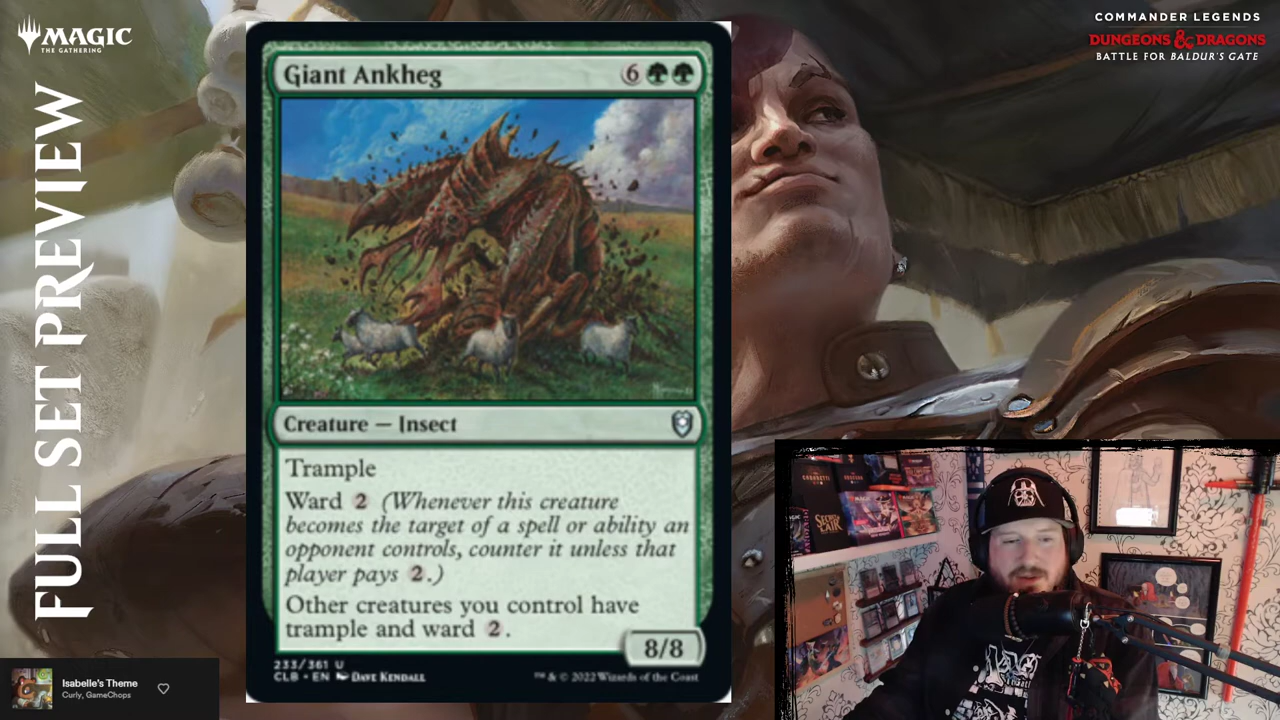 MAGIC
THE GATHERING
FULL SET PREVIEW
COMMANDER LEGENDS
DUNGEONS & DRAGONS
BATTLE FOR BALDUR'S GATE
Giant Ankheg 6
Creature — Insect
Trample
Ward 2 (Whenever this creature
becomes the target of a spell or ability an
opponent controls, counter it unless that
player pays 2.)
Other creatures you control have
trample and ward 2.
8/8
233/361 U
CLB • EN DAVE KENDALL
™ & © 2022 Wizards of the Coast
Isabelle's Theme
Curly, GameChops
SECRET
LAIR